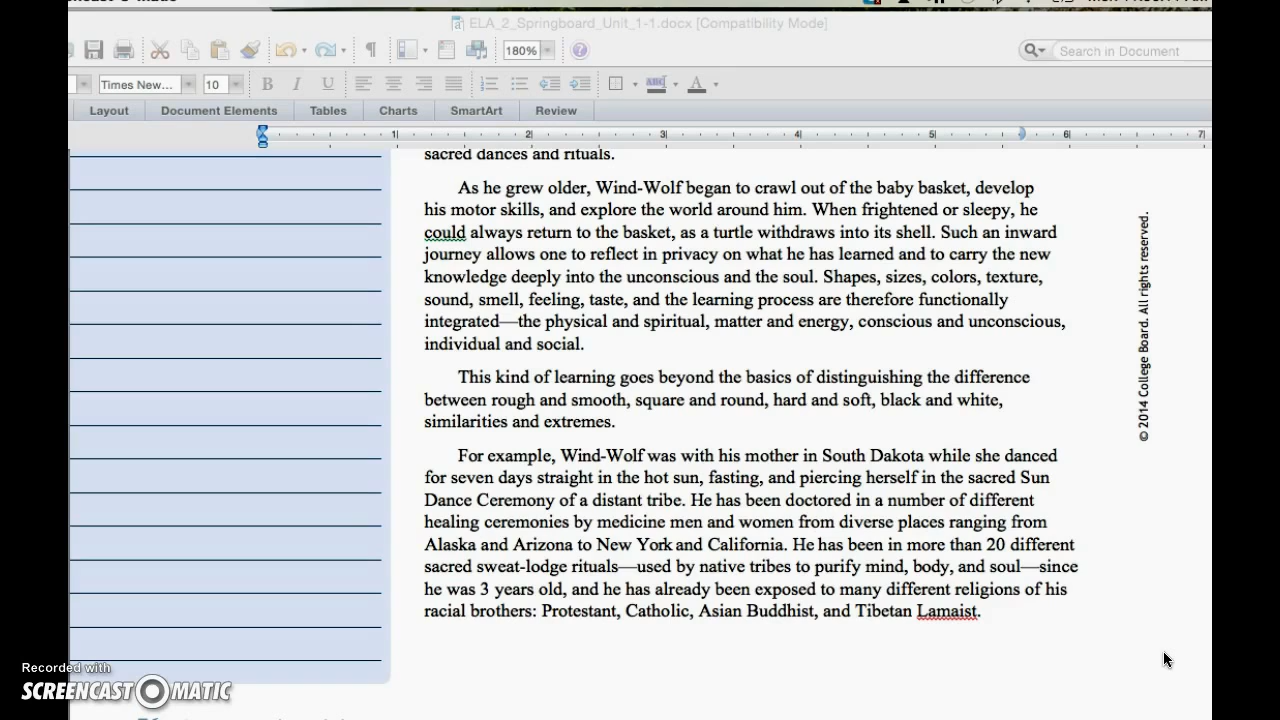 ELA_2_Springboard_Unit_1-1.docx [Compatibility Mode]
180%
Search in Document
Times New... 10 B I U ABC A
Layout Document Elements Tables Charts SmartArt Review
1 2 3 4 5 6 7
sacred dances and rituals.
As he grew older, Wind-Wolf began to crawl out of the baby basket, develop
his motor skills, and explore the world around him. When frightened or sleepy, he
could always return to the basket, as a turtle withdraws into its shell. Such an inward
journey allows one to reflect in privacy on what he has learned and to carry the new
knowledge deeply into the unconscious and the soul. Shapes, sizes, colors, texture,
sound, smell, feeling, taste, and the learning process are therefore functionally
integrated—the physical and spiritual, matter and energy, conscious and unconscious,
individual and social.
This kind of learning goes beyond the basics of distinguishing the difference
between rough and smooth, square and round, hard and soft, black and white,
similarities and extremes.
For example, Wind-Wolf was with his mother in South Dakota while she danced
for seven days straight in the hot sun, fasting, and piercing herself in the sacred Sun
Dance Ceremony of a distant tribe. He has been doctored in a number of different
healing ceremonies by medicine men and women from diverse places ranging from
Alaska and Arizona to New York and California. He has been in more than 20 different
sacred sweat-lodge rituals—used by native tribes to purify mind, body, and soul—since
he was 3 years old, and he has already been exposed to many different religions of his
racial brothers: Protestant, Catholic, Asian Buddhist, and Tibetan Lamaist.
© 2014 College Board. All rights reserved.
Recorded with
SCREENCAST-O-MATIC